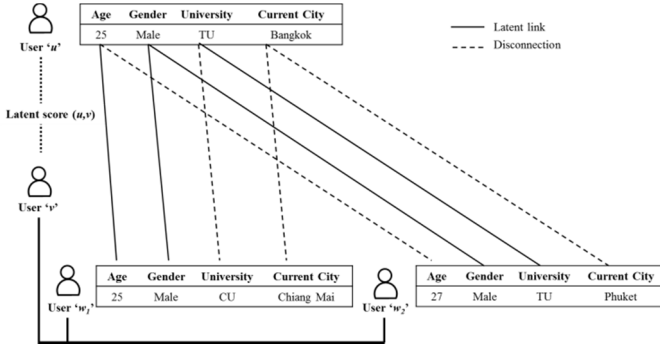 Age Gender University Current City
25 Male TU Bangkok
User 'u'
Latent link
Disconnection
Latent score (u,v)
User 'v'
Age Gender University Current City
25 Male CU Chiang Mai
User 'w1'
Age Gender University Current City
27 Male TU Phuket
User 'w2'